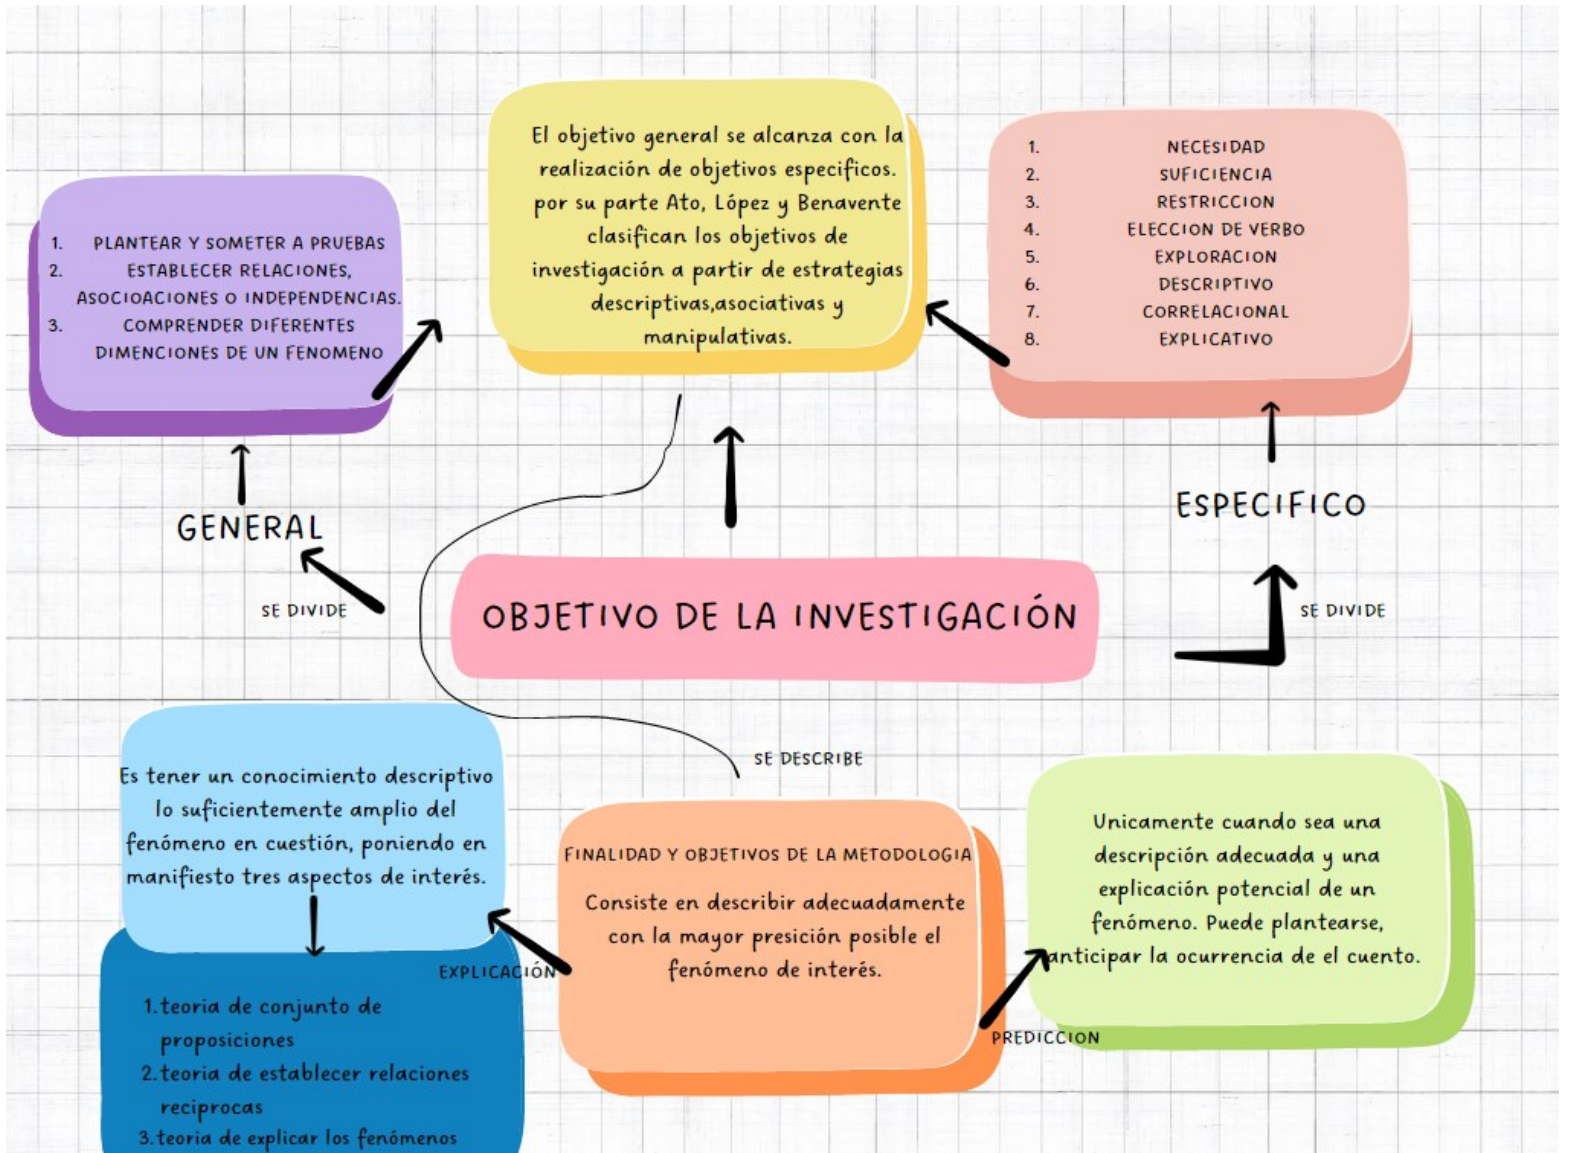 El objetivo general se alcanza con la
realización de objetivos especificos.
por su parte Ato, López y Benavente
clasifican los objetivos de
investigación a partir de estrategias
descriptivas,asociativas y
manipulativas.
1. NECESIDAD
2. SUFICIENCIA
3. RESTRICCION
4. ELECCION DE VERBO
5. EXPLORACION
6. DESCRIPTIVO
7. CORRELACIONAL
8. EXPLICATIVO
1. PLANTEAR Y SOMETER A PRUEBAS
2. ESTABLECER RELACIONES,
ASOCIOACIONES O INDEPENDENCIAS.
3. COMPRENDER DIFERENTES
DIMENCIONES DE UN FENOMENO
GENERAL
ESPECIFICO
SE DIVIDE
OBJETIVO DE LA INVESTIGACIÓN
SE DIVIDE
SE DESCRIBE
Es tener un conocimiento descriptivo
lo suficientemente amplio del
fenómeno en cuestión, poniendo en
manifiesto tres aspectos de interés.
FINALIDAD Y OBJETIVOS DE LA METODOLOGIA
Consiste en describir adecuadamente
con la mayor presición posible el
fenómeno de interés.
Unicamente cuando sea una
descripción adecuada y una
explicación potencial de un
fenómeno. Puede plantearse,
anticipar la ocurrencia de el cuento.
EXPLICACIÓN
PREDICCION
1.teoria de conjunto de
proposiciones
2.teoria de establecer relaciones
reciprocas
3.teoria de explicar los fenómenos